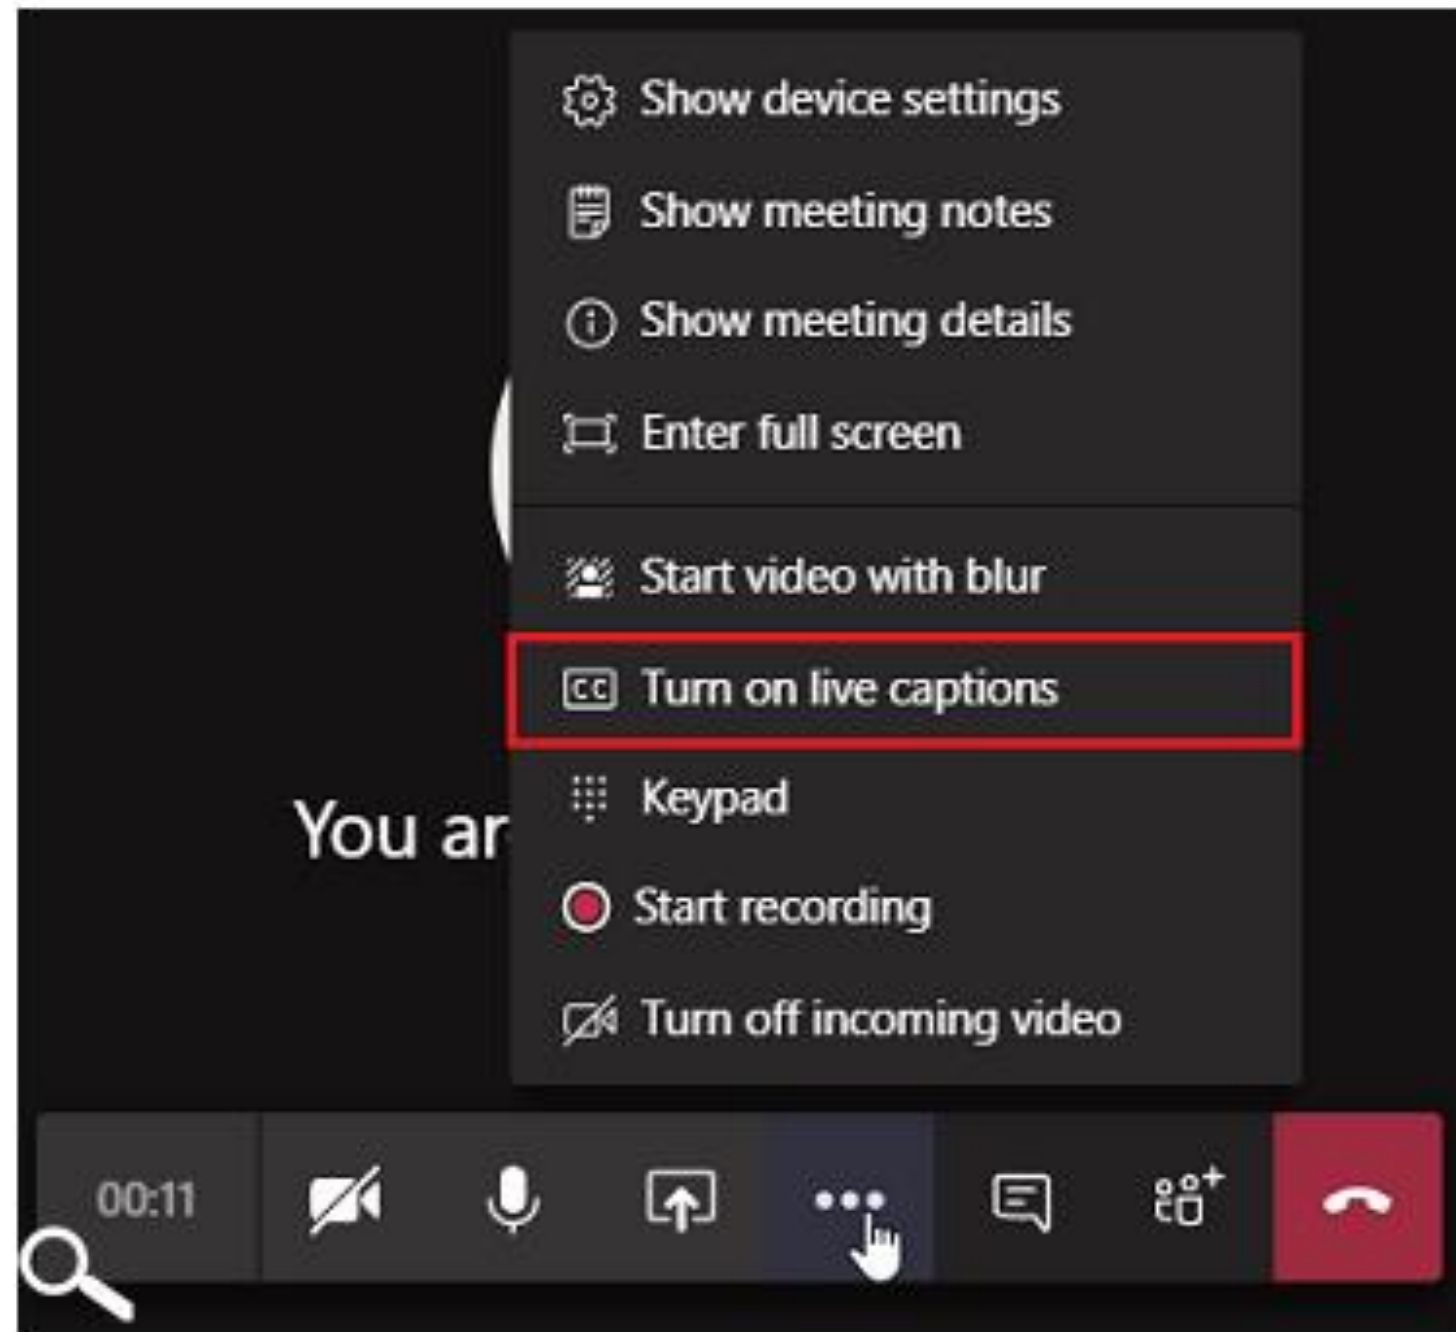 Show device settings
Show meeting notes
Show meeting details
Enter full screen
Start video with blur
CC Turn on live captions
Keypad
You ar
Start recording
Turn off incoming video
00:11